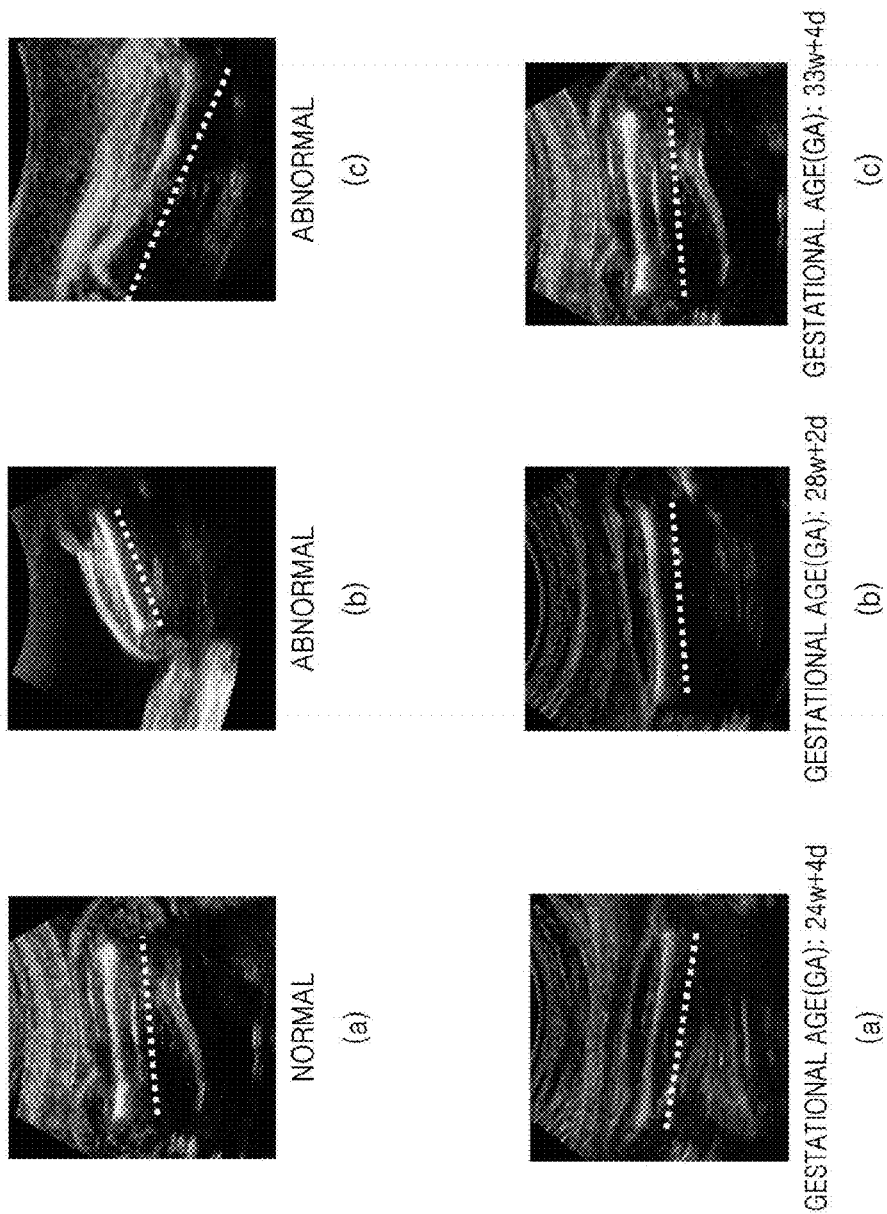 NORMAL
(a)
ABNORMAL
(b)
ABNORMAL
(c)
GESTATIONAL AGE(GA): 24w+4d
(a)
GESTATIONAL AGE(GA): 28w+2d
(b)
GESTATIONAL AGE(GA): 33w+4d
(c)